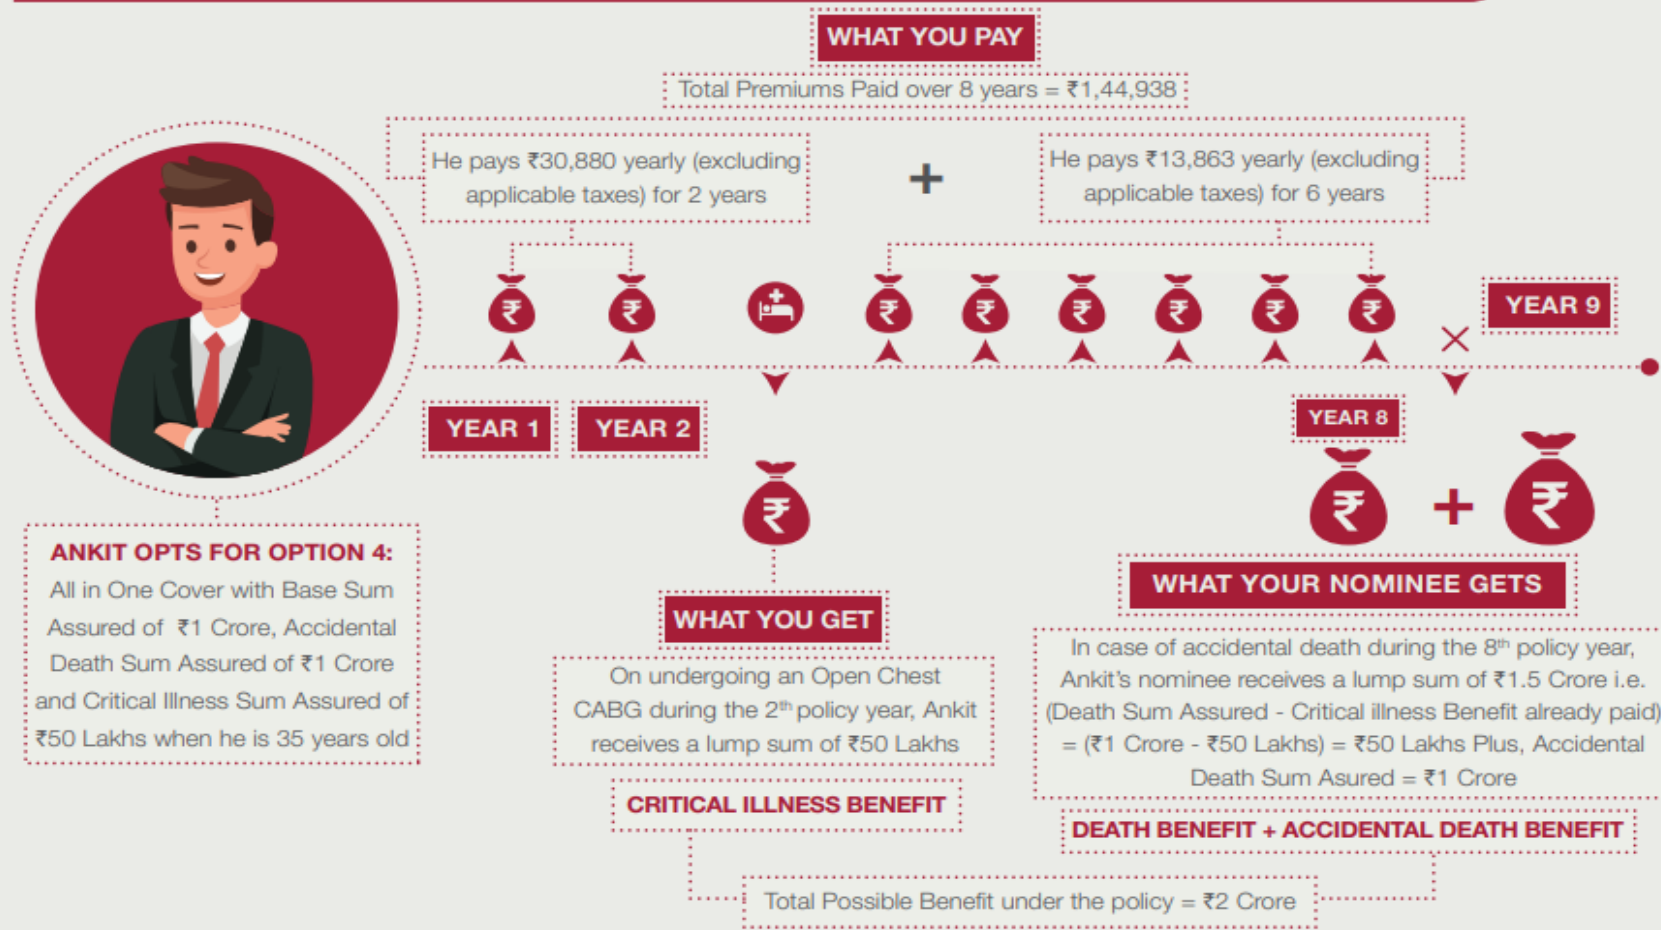 WHAT YOU PAY
Total Premiums Paid over 8 years = ₹1,44,938
He pays ₹30,880 yearly (excluding
applicable taxes) for 2 years
+
He pays ₹13,863 yearly (excluding
applicable taxes) for 6 years
₹
₹
₹
₹
₹
₹
₹
₹
YEAR 9
YEAR 1
YEAR 2
YEAR 8
₹
₹
+
₹
ANKIT OPTS FOR OPTION 4:
All in One Cover with Base Sum
Assured of ₹1 Crore, Accidental
Death Sum Assured of ₹1 Crore
and Critical Illness Sum Assured of
₹50 Lakhs when he is 35 years old
WHAT YOU GET
On undergoing an Open Chest
CABG during the 2th policy year, Ankit
receives a lump sum of ₹50 Lakhs
CRITICAL ILLNESS BENEFIT
WHAT YOUR NOMINEE GETS
In case of accidental death during the 8th policy year,
Ankit's nominee receives a lump sum of ₹1.5 Crore i.e.
(Death Sum Assured - Critical illness Benefit already paid)
= (₹1 Crore - ₹50 Lakhs) = ₹50 Lakhs Plus, Accidental
Death Sum Asured = ₹1 Crore
DEATH BENEFIT + ACCIDENTAL DEATH BENEFIT
Total Possible Benefit under the policy = ₹2 Crore